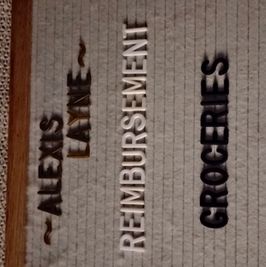 ~ALEXIS
LAYNE~
REIMBURSEMENT
GROCERIES